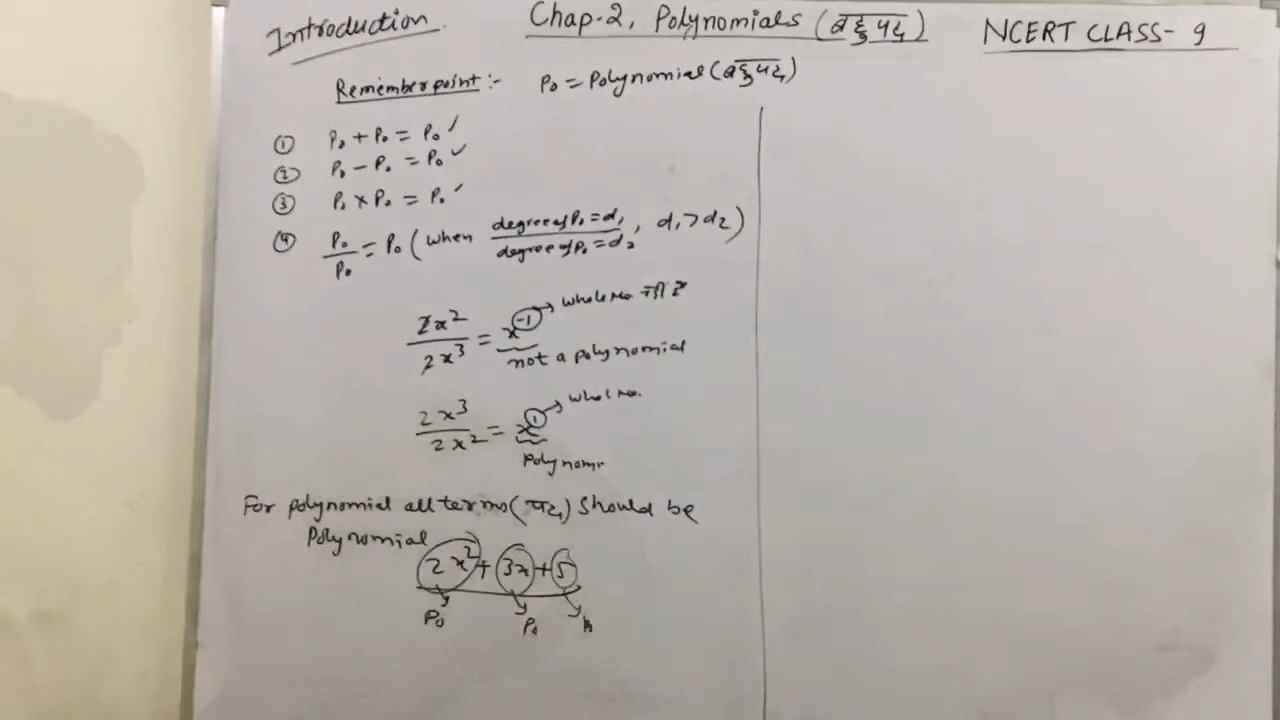 Introduction. Chap-2, Polynomials (बहुपद) NCERT CLASS- 9
Remember point:- P₀ = Polynomial (बहुपद)
① P₀ + P₀ = P₀ ✓
② P₀ - P₀ = P₀ ✓
③ P₀ × P₀ = P₀ ✓
④ P₀/P₀ = P₀ (when degree of P₀ = d₁ / degree of P₀ = d₂, d₁ > d₂)
2x²/2x³ = x⁻¹ → Whole No नहीं है
not a polynomial
2x³/2x² = x¹ → Whol No.
Polynom
For polynomial all terms (पद) Should be
Polynomial
2x² + 3x + 5
P₀ P₀